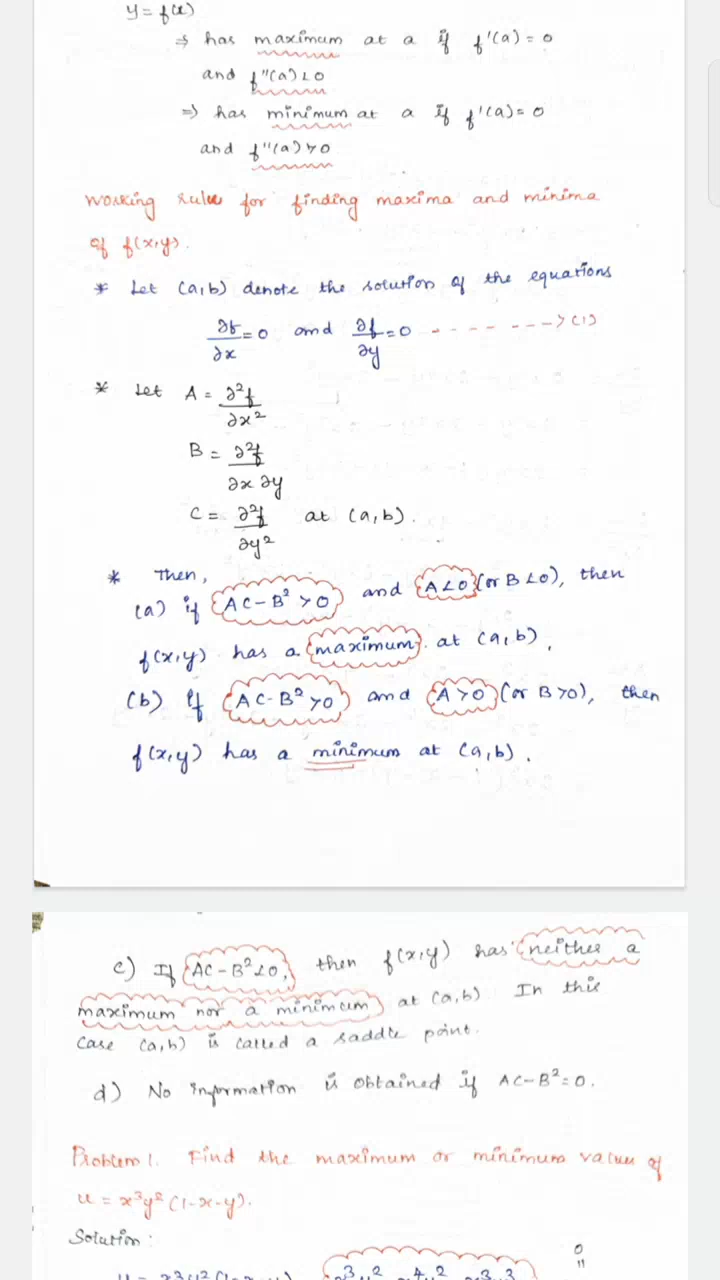 y = f(x)
⇒ has maximum at a if f'(a) = 0
and f''(a) < 0
⇒ has minimum at a if f'(a) = 0
and f''(a) > 0
Working rule for finding maxima and minima
of f(x,y).
* Let (a,b) denote the solution of the equations
∂f/∂x = 0 and ∂f/∂y = 0 - - - - - - - -> (1)
* Let A = ∂²f/∂x²
B = ∂²f/∂x ∂y
C = ∂²f/∂y² at (a,b).
* Then,
(a) if AC - B² > 0 and A < 0 (or B < 0), then
f(x,y) has a maximum at (a,b),
(b) If AC - B² > 0 and A > 0 (or B > 0), then
f(x,y) has a minimum at (a,b).
c) If AC - B² < 0, then f(x,y) has neither a
maximum nor a minimum at (a,b) In this
case (a,b) is called a saddle point.
d) No information is obtained if AC - B² = 0.
Problem 1. Find the maximum or minimum value of
u = x³y² (1-x-y).
Solution:
0